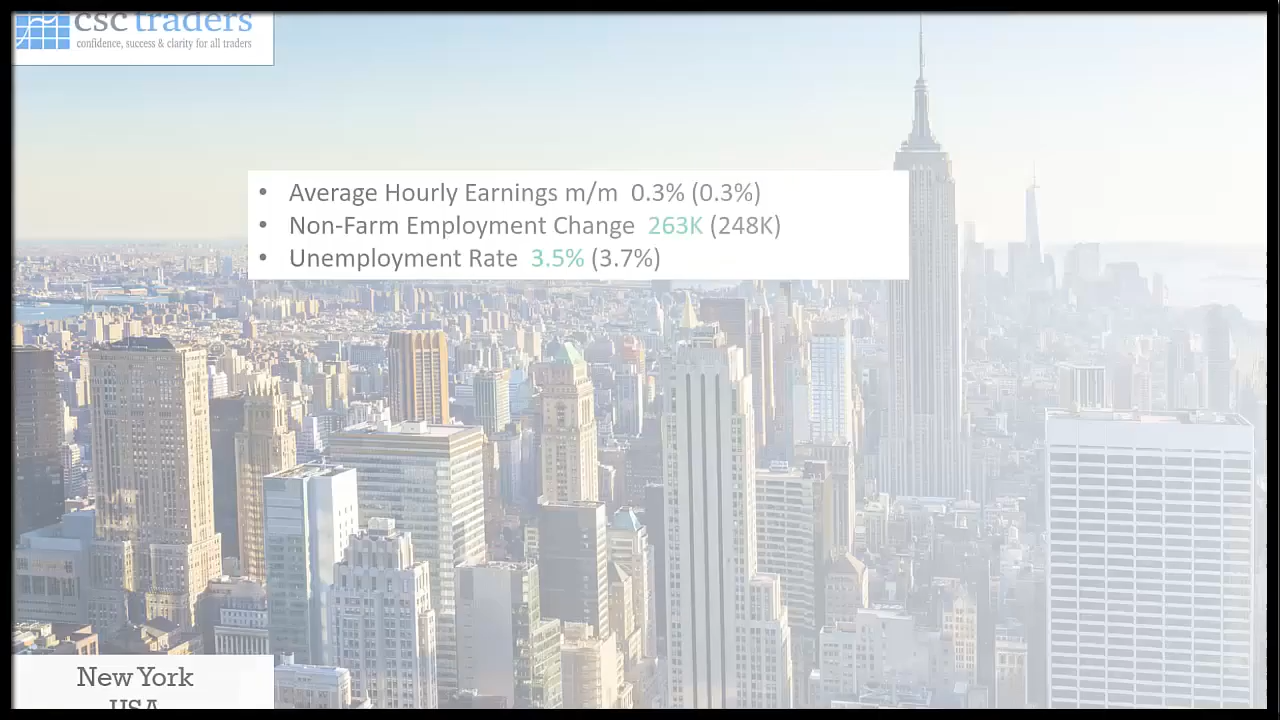 csc traders
confidence, success & clarity for all traders
• Average Hourly Earnings m/m 0.3% (0.3%)
• Non-Farm Employment Change 263K (248K)
• Unemployment Rate 3.5% (3.7%)
New York
USA